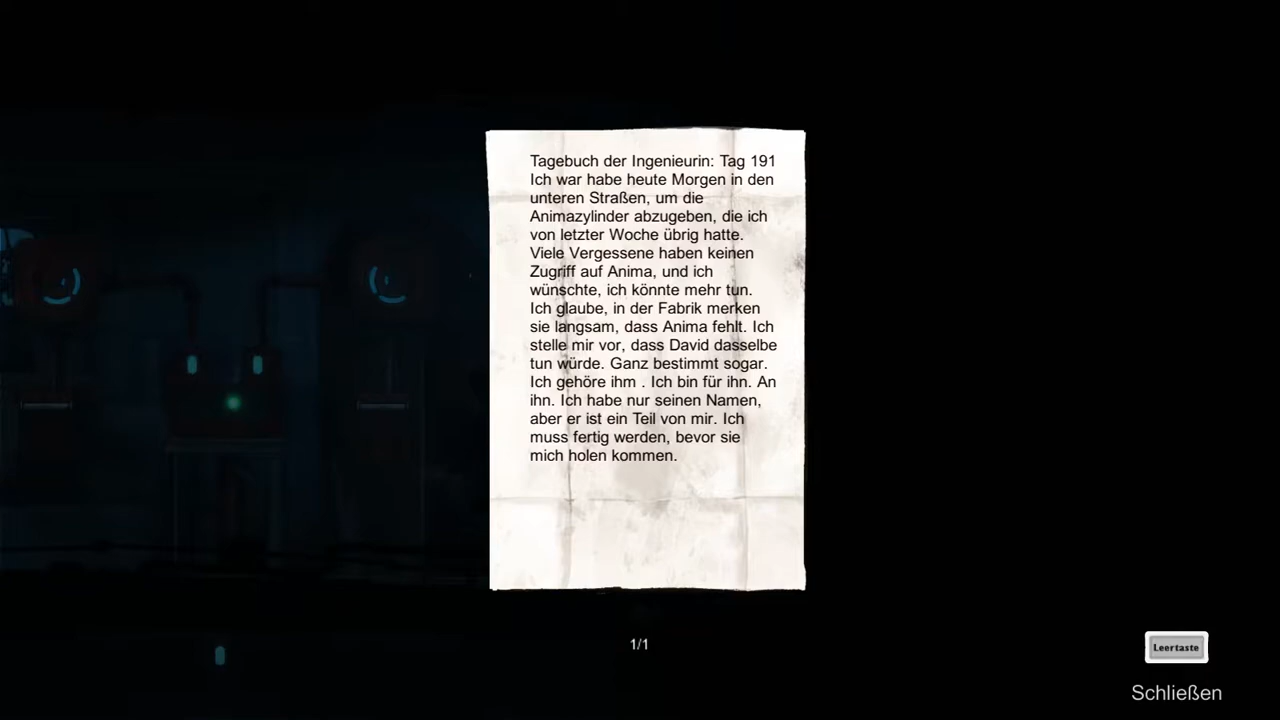 Tagebuch der Ingenieurin: Tag 191
Ich war habe heute Morgen in den
unteren Straßen, um die
Animazylinder abzugeben, die ich
von letzter Woche übrig hatte.
Viele Vergessene haben keinen
Zugriff auf Anima, und ich
wünschte, ich könnte mehr tun.
Ich glaube, in der Fabrik merken
sie langsam, dass Anima fehlt. Ich
stelle mir vor, dass David dasselbe
tun würde. Ganz bestimmt sogar.
Ich gehöre ihm . Ich bin für ihn. An
ihn. Ich habe nur seinen Namen,
aber er ist ein Teil von mir. Ich
muss fertig werden, bevor sie
mich holen kommen.
1/1
Leertaste
Schließen